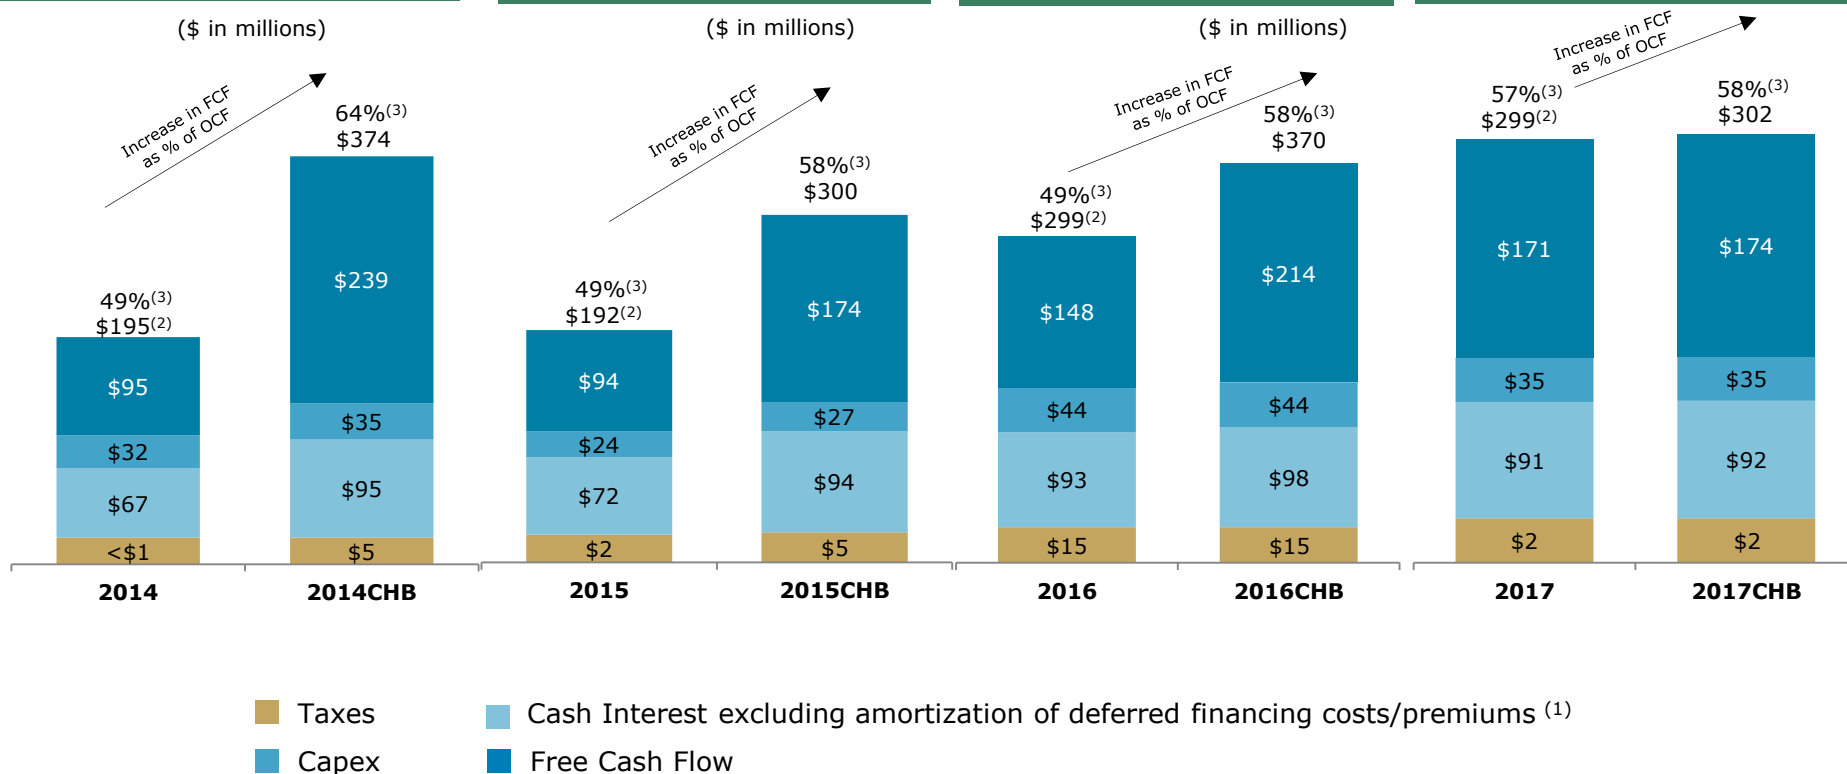 ($ in millions)
Increase in FCF
as % of OCF
64%(3)
$374
49%(3)
$195(2)
$95
$239
$32
$35
$67
$95
<$1
$5
2014
2014CHB
($ in millions)
Increase in FCF
as % of OCF
58%(3)
$300
49%(3)
$192(2)
$94
$174
$24
$27
$72
$94
$2
$5
2015
2015CHB
($ in millions)
Increase in FCF
as % of OCF
58%(3)
$370
49%(3)
$299(2)
$148
$214
$44
$44
$93
$98
$15
$15
2016
2016CHB
Increase in FCF
as % of OCF
57%(3)
$299(2)
58%(3)
$302
$171
$174
$35
$35
$91
$92
$2
$2
2017
2017CHB
Taxes
Cash Interest excluding amortization of deferred financing costs/premiums (1)
Capex
Free Cash Flow